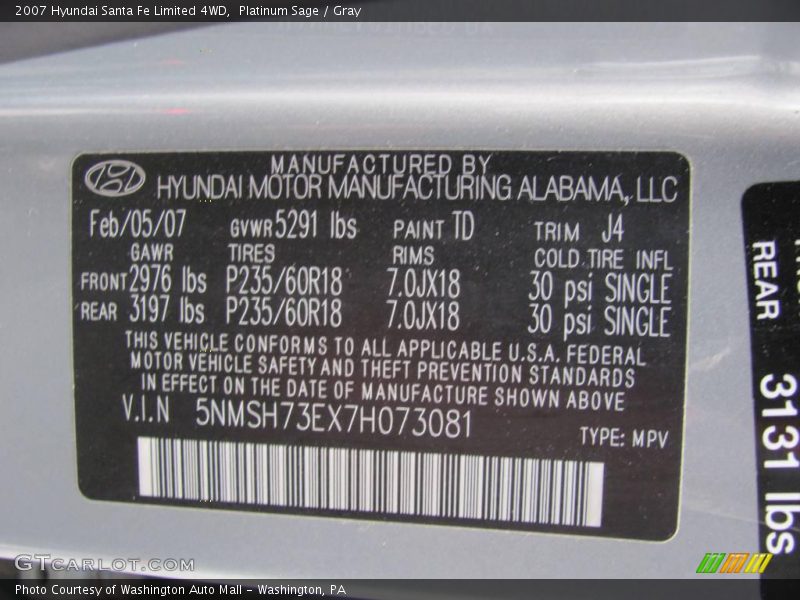 2007 Hyundai Santa Fe Limited 4WD, Platinum Sage / Gray
MANUFACTURED BY
HYUNDAI MOTOR MANUFACTURING ALABAMA, LLC
Feb/05/07 GVWR 5291 lbs PAINT TD TRIM J4
GAWR TIRES RIMS COLD TIRE INFL
FRONT 2976 lbs P235/60R18 7.0JX18 30 psi SINGLE
REAR 3197 lbs P235/60R18 7.0JX18 30 psi SINGLE
THIS VEHICLE CONFORMS TO ALL APPLICABLE U.S.A. FEDERAL
MOTOR VEHICLE SAFETY AND THEFT PREVENTION STANDARDS
IN EFFECT ON THE DATE OF MANUFACTURE SHOWN ABOVE
V.I.N 5NMSH73EX7H073081
TYPE: MPV
REAR 3131 lbs
GTCARLOT.COM
Photo Courtesy of Washington Auto Mall - Washington, PA